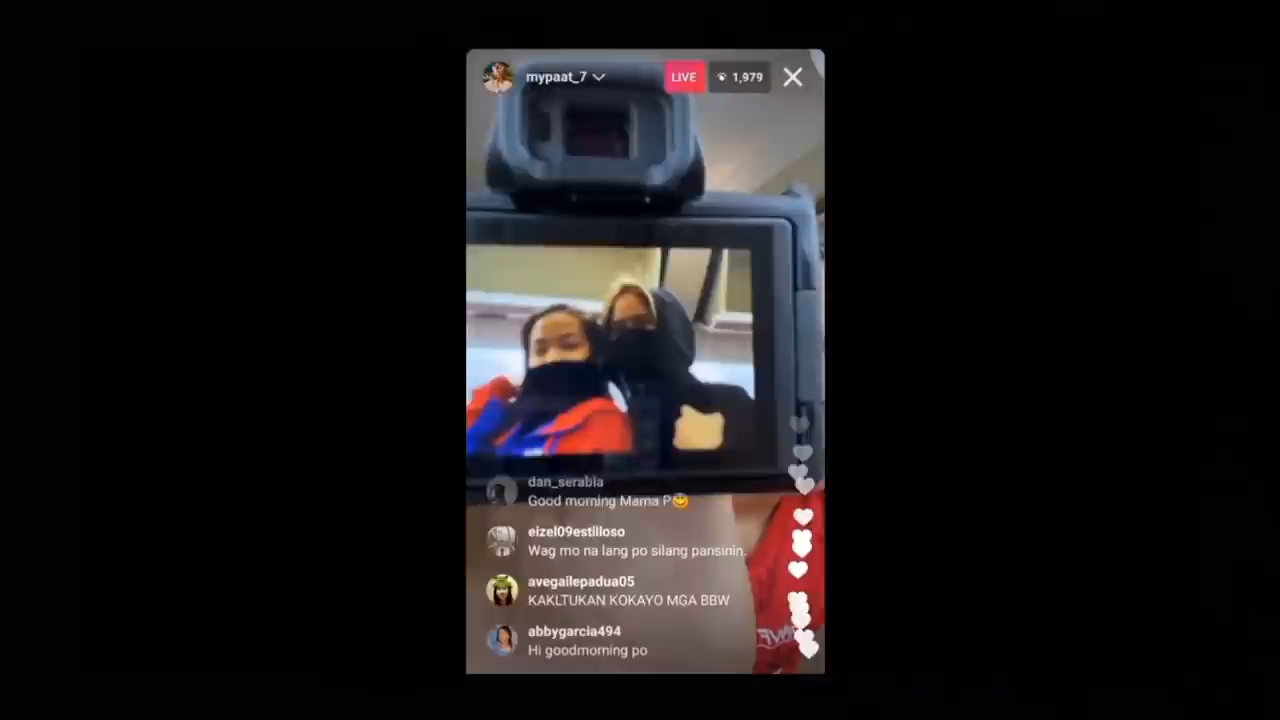 mypaat_7
LIVE
1,979
dan_serabia
Good morning Mama P😍
eizel09estilloso
Wag mo na lang po silang pansinin.
avegailepadua05
KAKLTUKAN KOKAYO MGA BBW
abbygarcia494
Hi goodmorning po